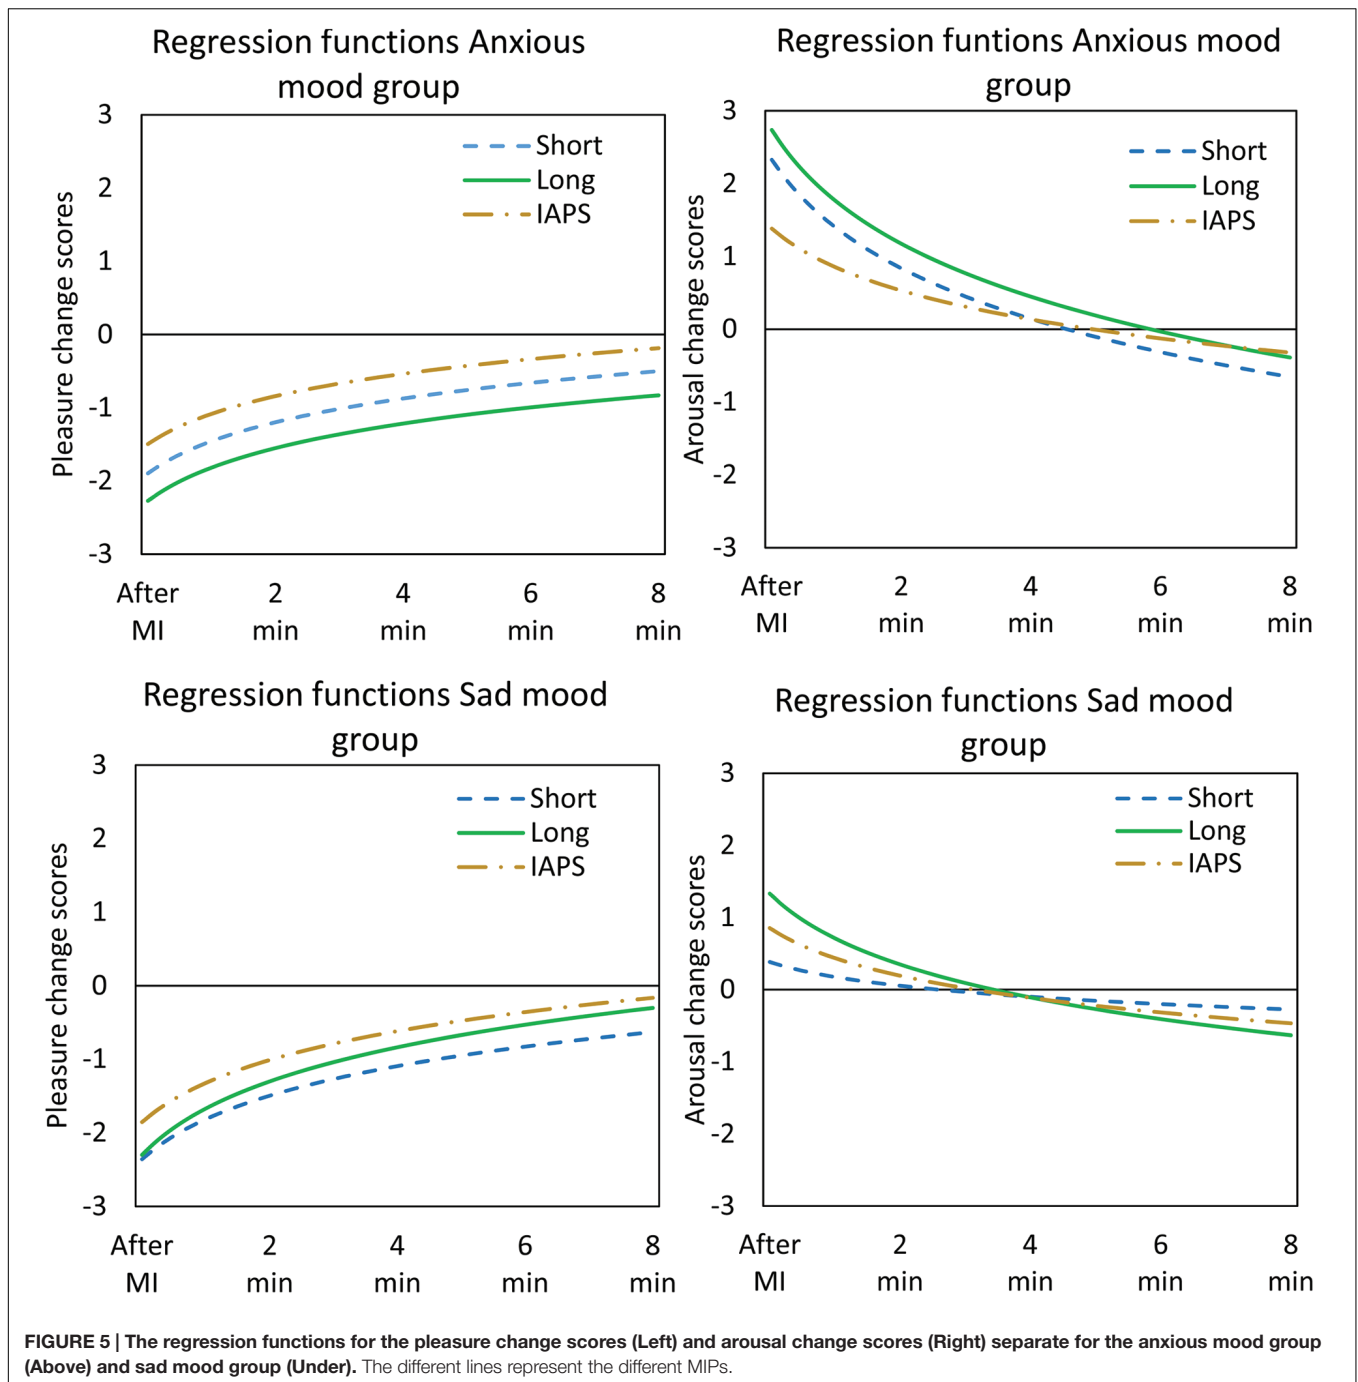 Regression functions Anxious
mood group
3
2
1
0
-1
-2
-3
Pleasure change scores
Short
Long
IAPS
After 2 4 6 8
MI min min min min
Regression funtions Anxious mood
group
3
2
1
0
-1
-2
-3
Arousal change scores
Short
Long
IAPS
After 2 4 6 8
MI min min min min
Regression functions Sad mood
group
3
2
1
0
-1
-2
-3
Pleasure change scores
Short
Long
IAPS
After 2 4 6 8
MI min min min min
Regression functions Sad mood
group
3
2
1
0
-1
-2
-3
Arousal change scores
Short
Long
IAPS
After 2 4 6 8
MI min min min min
FIGURE 5 | The regression functions for the pleasure change scores (Left) and arousal change scores (Right) separate for the anxious mood group
(Above) and sad mood group (Under). The different lines represent the different MIPs.